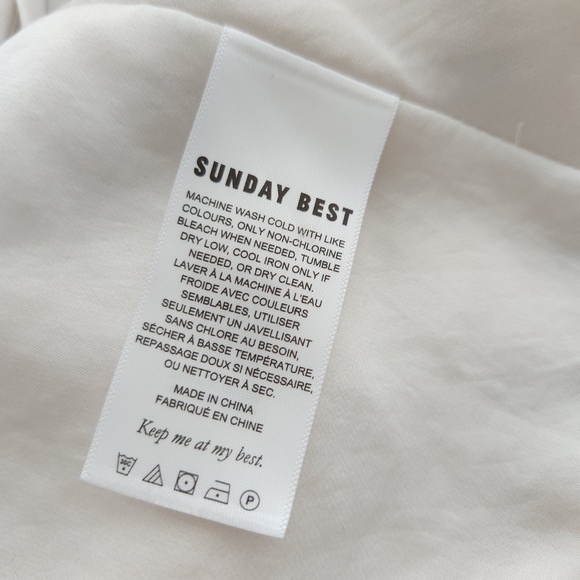 SUNDAY BEST
MACHINE WASH COLD WITH LIKE
COLOURS, ONLY NON-CHLORINE
BLEACH WHEN NEEDED, TUMBLE
DRY LOW, COOL IRON ONLY IF
NEEDED, OR DRY CLEAN.
LAVER À LA MACHINE À L'EAU
FROIDE AVEC COULEURS
SEMBLABLES, UTILISER
SEULEMENT UN JAVELLISANT
SANS CHLORE AU BESOIN,
SÉCHER À BASSE TEMPÉRATURE,
REPASSAGE DOUX SI NÉCESSAIRE,
OU NETTOYER À SEC.
MADE IN CHINA
FABRIQUÉ EN CHINE
Keep me at my best.
30C P